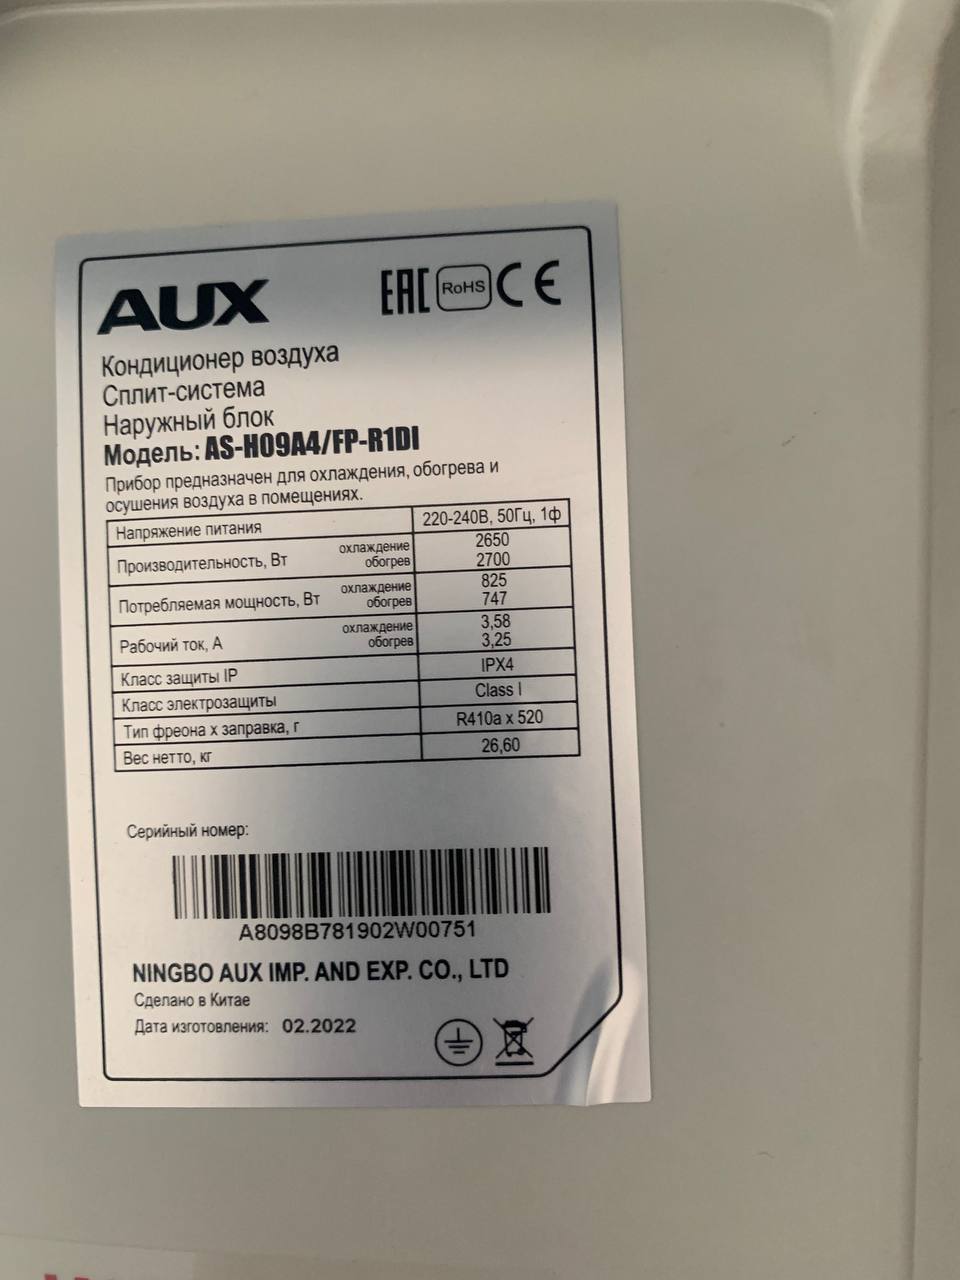 AUX
EAC RoHS CE
Кондиционер воздуха
Сплит-система
Наружный блок
Модель: AS-H09A4/FP-R1DI
Прибор предназначен для охлаждения, обогрева и
осушения воздуха в помещениях.
Напряжение питания 220-240В, 50Гц, 1ф
Производительность, Вт охлаждение 2650
обогрев 2700
Потребляемая мощность, Вт охлаждение 825
обогрев 747
Рабочий ток, А охлаждение 3,58
обогрев 3,25
Класс защиты IP IPX4
Класс электрозащиты Class I
Тип фреона x заправка, г R410a x 520
Вес нетто, кг 26,60
Серийный номер:
A8098B781902W00751
NINGBO AUX IMP. AND EXP. CO., LTD
Сделано в Китае
Дата изготовления: 02.2022